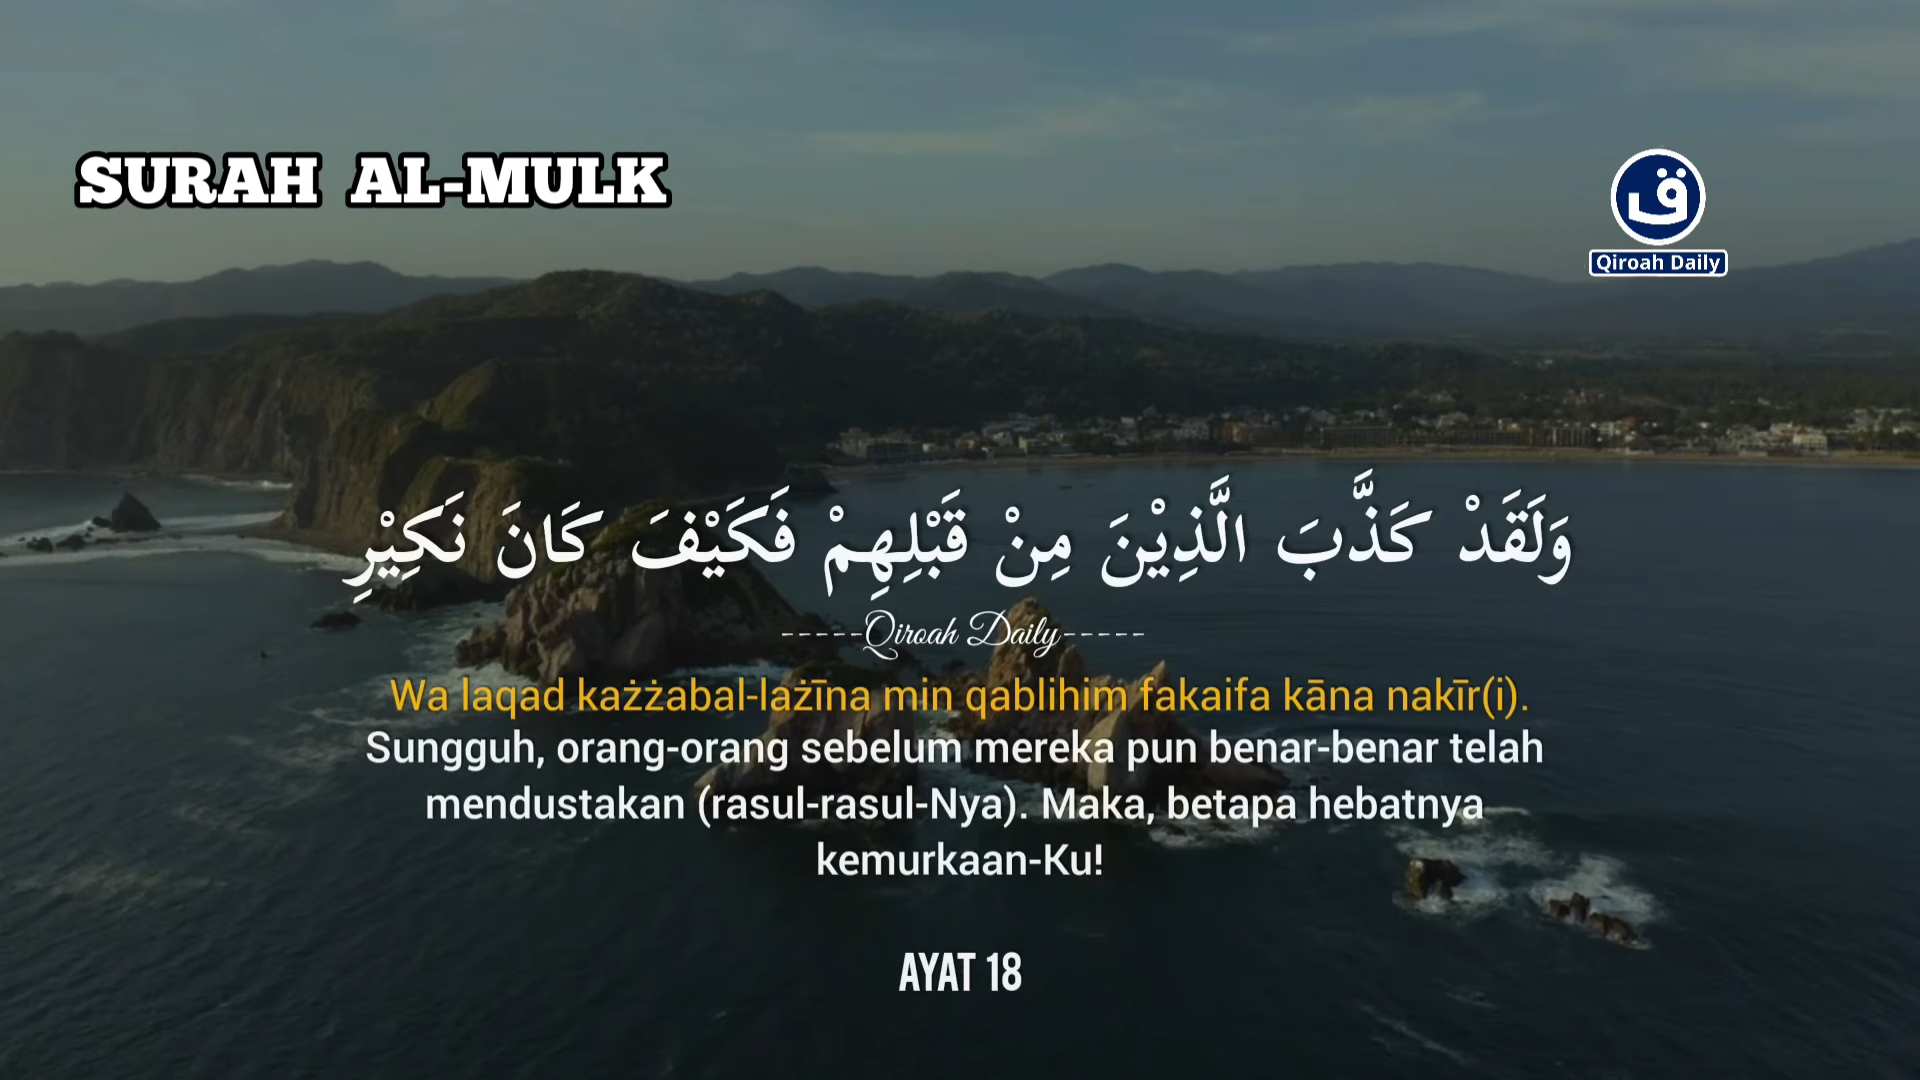 SURAH AL-MULK
ق
Qiroah Daily
وَلَقَدْ كَذَّبَ الَّذِيْنَ مِنْ قَبْلِهِمْ فَكَيْفَ كَانَ نَكِيْرِ
-----Qiroah Daily-----
Wa laqad każżabal-lażīna min qablihim fakaifa kāna nakīr(i).
Sungguh, orang-orang sebelum mereka pun benar-benar telah
mendustakan (rasul-rasul-Nya). Maka, betapa hebatnya
kemurkaan-Ku!
AYAT 18